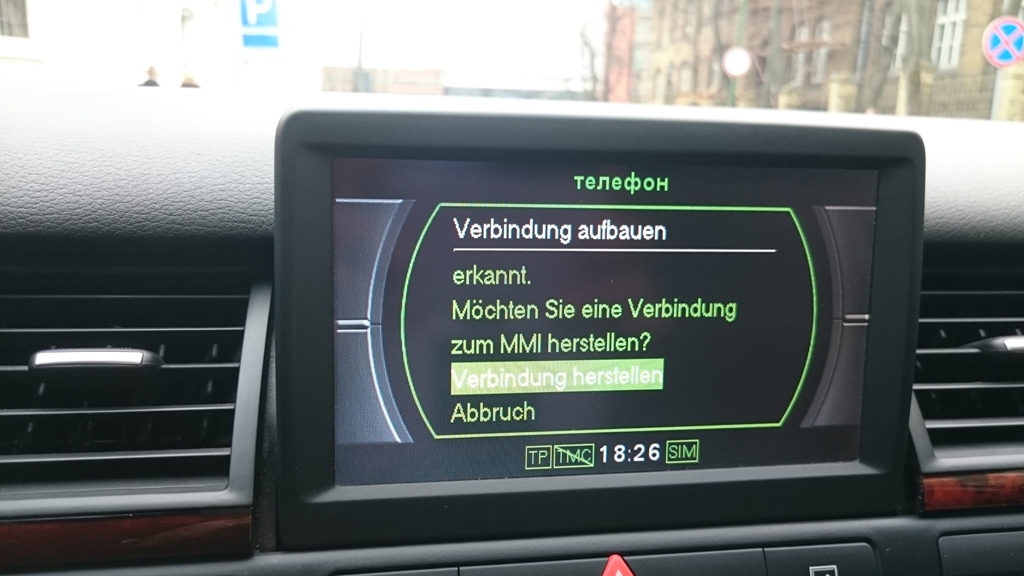 P
телефон
Verbindung aufbauen
erkannt.
Möchten Sie eine Verbindung
zum MMI herstellen?
Verbindung herstellen
Abbruch
TP TMC 18:26 SIM